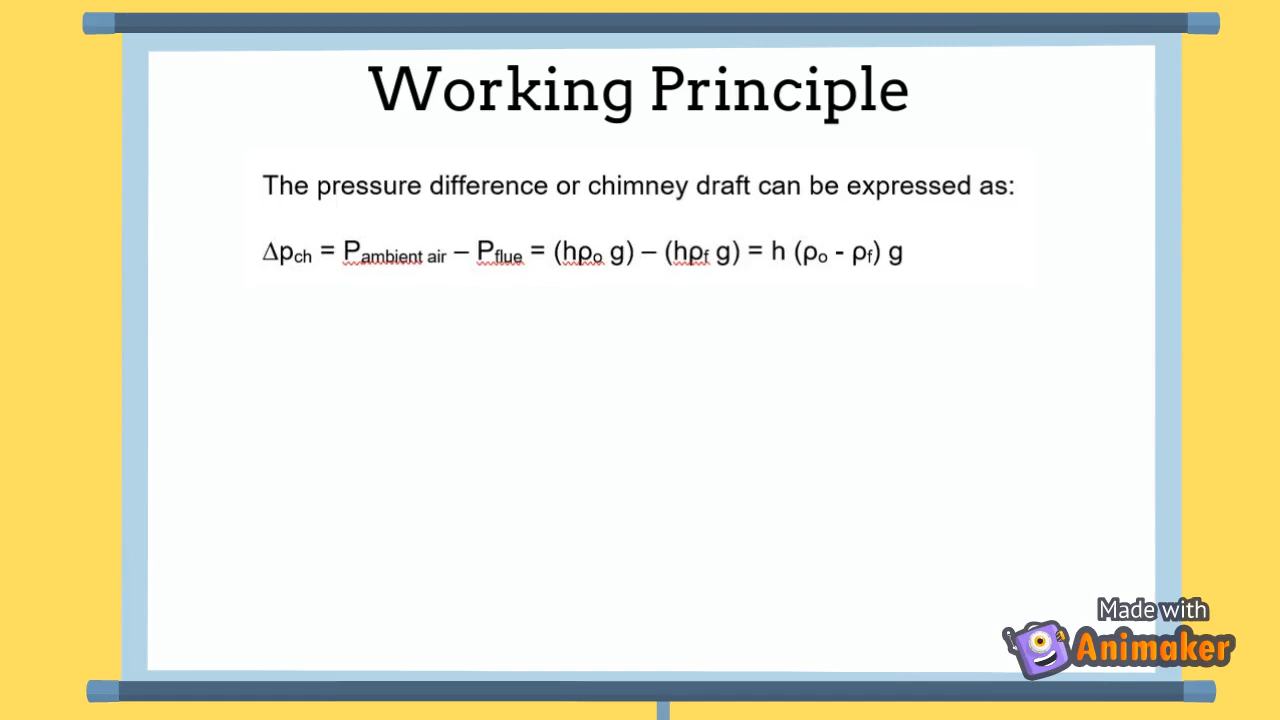 Working Principle
The pressure difference or chimney draft can be expressed as:
Δpch = Pambient air – Pflue = (hρo g) – (hρf g) = h (ρo - ρf) g
Made with
Animaker